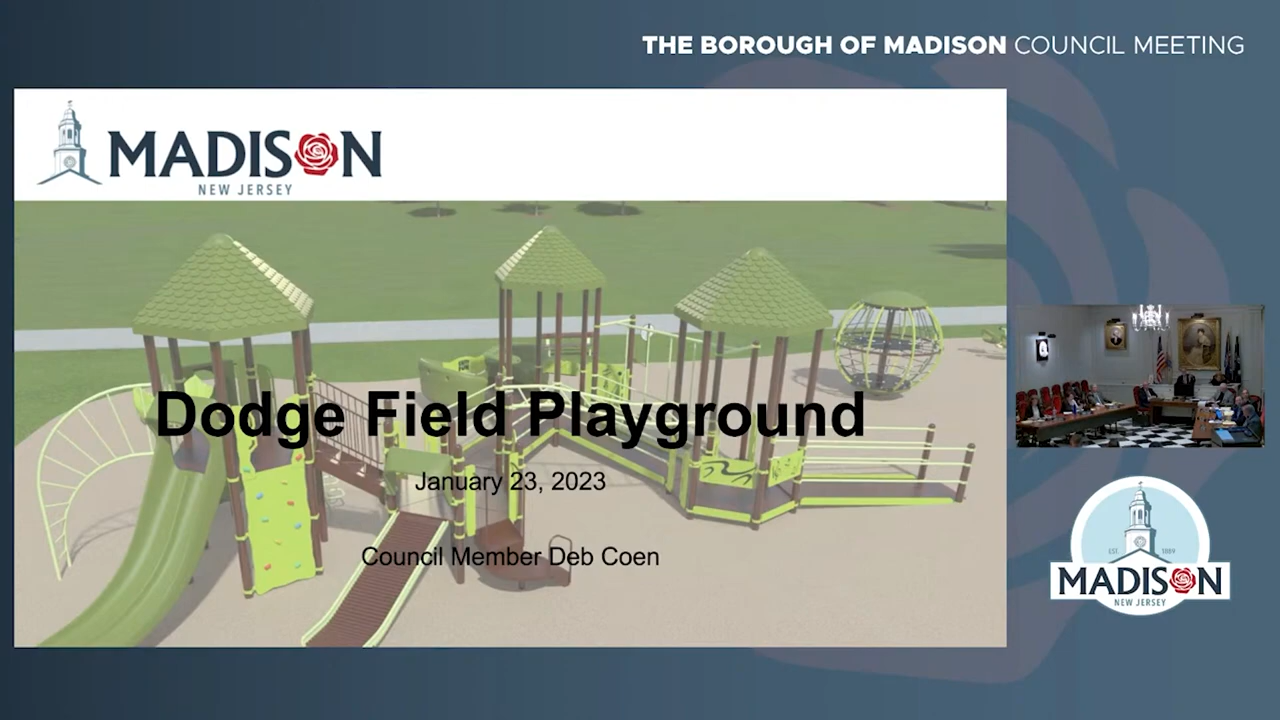 THE BOROUGH OF MADISON COUNCIL MEETING
MADISON
NEW JERSEY
Dodge Field Playground
January 23, 2023
Council Member Deb Coen
EST. 1889
MADISON
NEW JERSEY